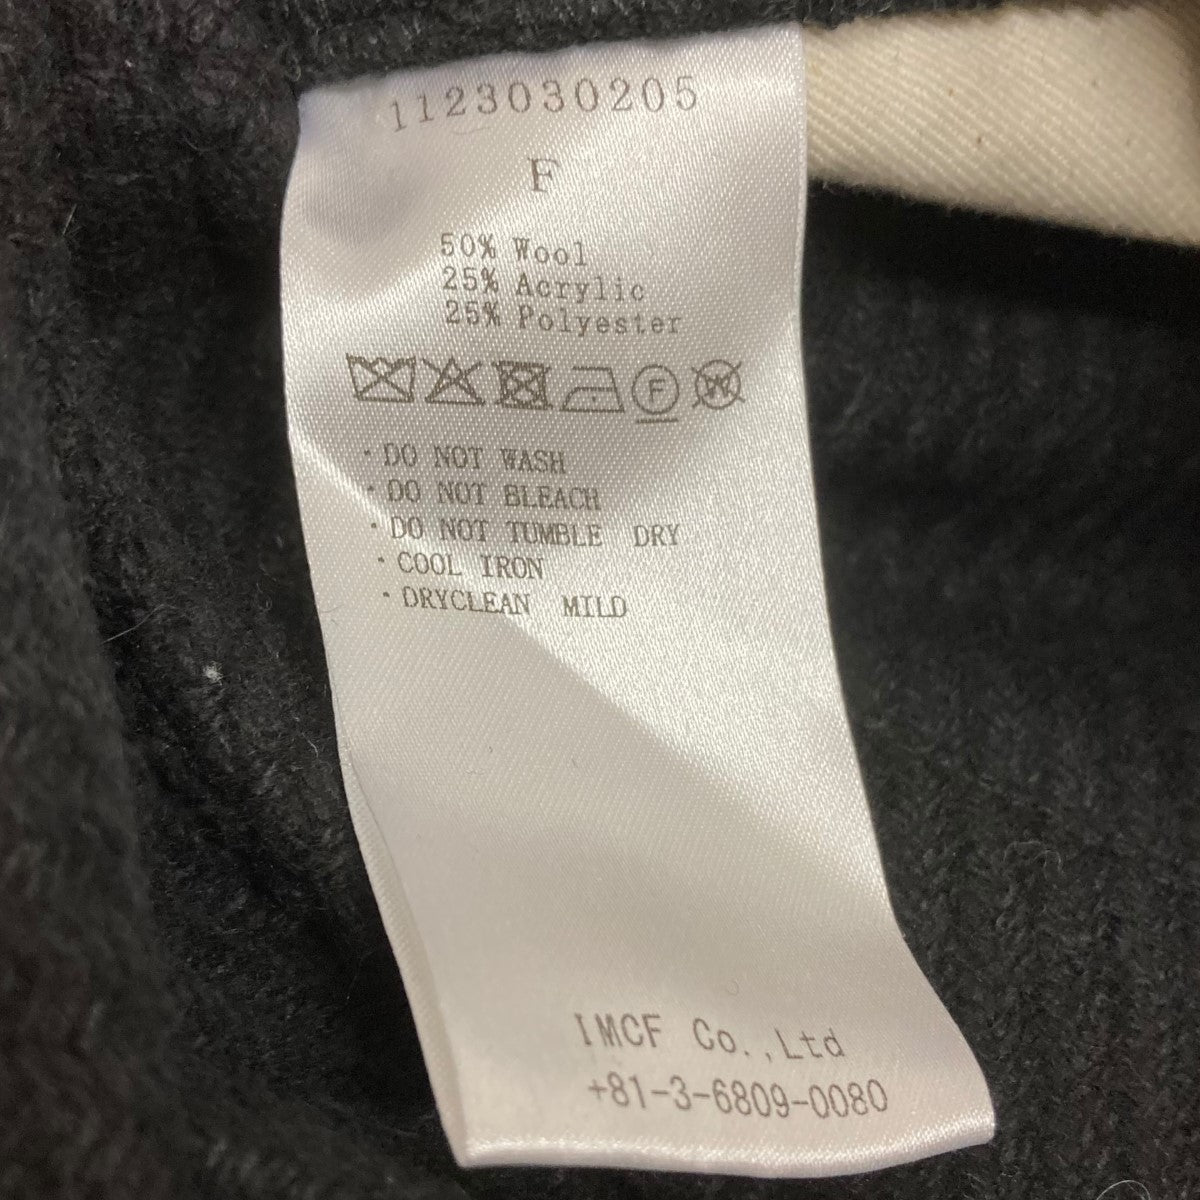 1123030205
F
50% Wool
25% Acrylic
25% Polyester
F W
· DO NOT WASH
· DO NOT BLEACH
· DO NOT TUMBLE DRY
· COOL IRON
· DRYCLEAN MILD
IMCF Co.,Ltd
+81-3-6809-0080